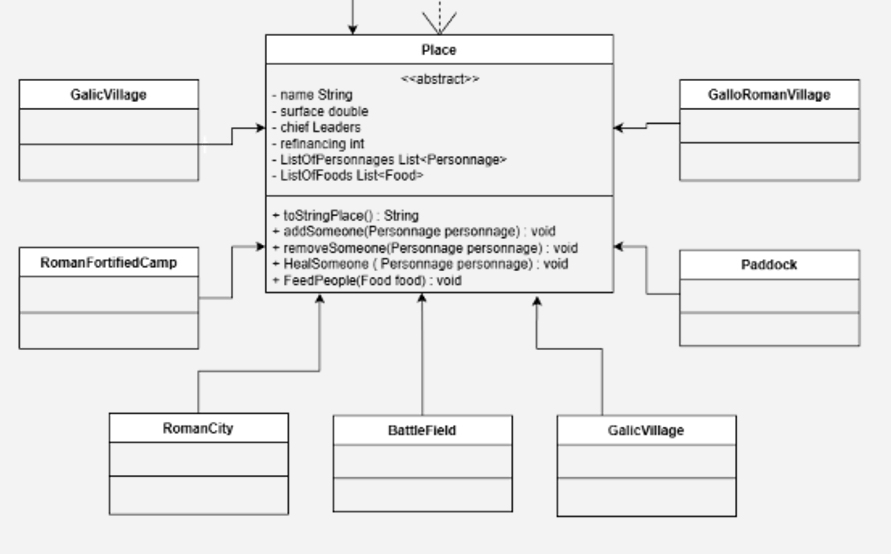 Place
<<abstract>>
- name String
- surface double
- chief Leaders
- refinancing int
- ListOfPersonnages List<Personnage>
- ListOfFoods List<Food>
+ toStringPlace() : String
+ addSomeone(Personnage personnage) : void
+ removeSomeone(Personnage personnage) : void
+ HealSomeone ( Personnage personnage) : void
+ FeedPeople(Food food) : void
GalicVillage
GalloRomanVillage
RomanFortifiedCamp
Paddock
RomanCity
BattleField
GalicVillage